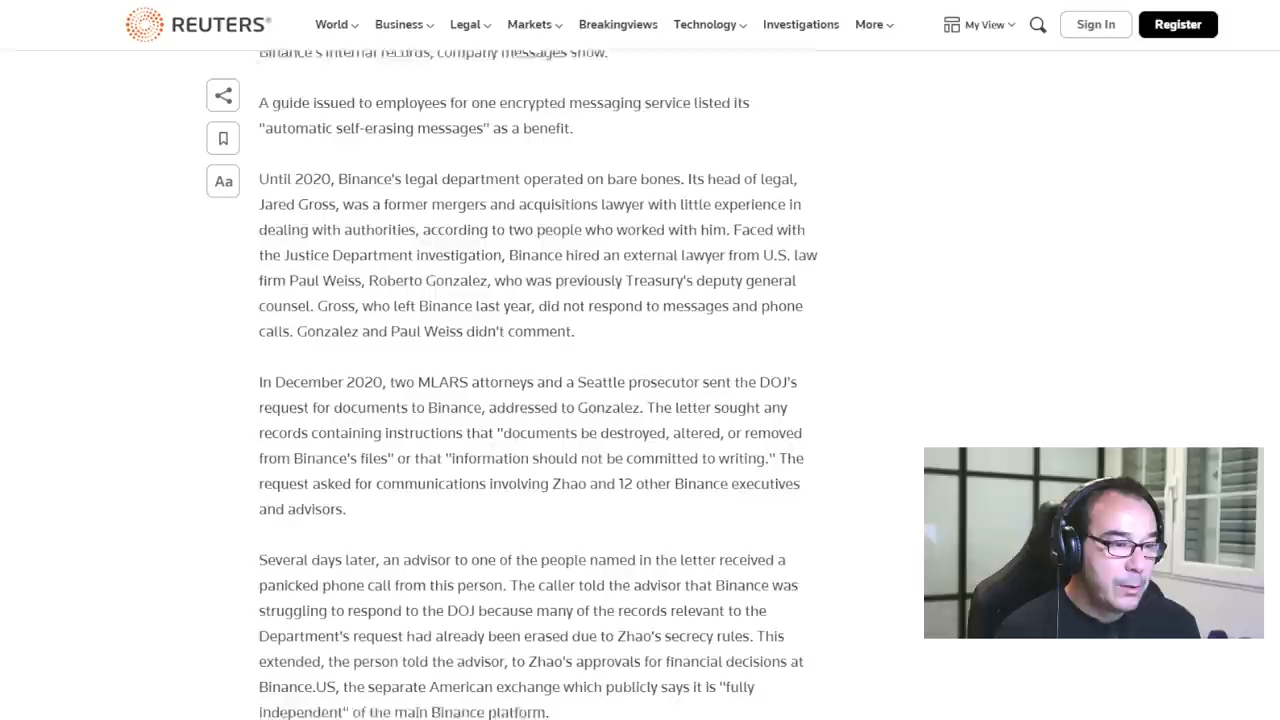 REUTERS®
World
Business
Legal
Markets
Breakingviews
Technology
Investigations
More
My View
Sign In
Register
Binance's internal records, company messages show.
A guide issued to employees for one encrypted messaging service listed its
"automatic self-erasing messages" as a benefit.
Aa
Until 2020, Binance's legal department operated on bare bones. Its head of legal,
Jared Gross, was a former mergers and acquisitions lawyer with little experience in
dealing with authorities, according to two people who worked with him. Faced with
the Justice Department investigation, Binance hired an external lawyer from U.S. law
firm Paul Weiss, Roberto Gonzalez, who was previously Treasury's deputy general
counsel. Gross, who left Binance last year, did not respond to messages and phone
calls. Gonzalez and Paul Weiss didn't comment.
In December 2020, two MLARS attorneys and a Seattle prosecutor sent the DOJ's
request for documents to Binance, addressed to Gonzalez. The letter sought any
records containing instructions that "documents be destroyed, altered, or removed
from Binance's files" or that "information should not be committed to writing." The
request asked for communications involving Zhao and 12 other Binance executives
and advisors.
Several days later, an advisor to one of the people named in the letter received a
panicked phone call from this person. The caller told the advisor that Binance was
struggling to respond to the DOJ because many of the records relevant to the
Department's request had already been erased due to Zhao's secrecy rules. This
extended, the person told the advisor, to Zhao's approvals for financial decisions at
Binance.US, the separate American exchange which publicly says it is "fully
independent" of the main Binance platform.